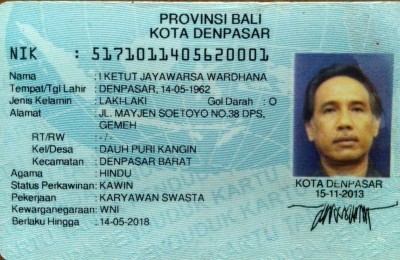 PROVINSI BALI
KOTA DENPASAR
NIK : 5171011405620001
Nama : I KETUT JAYAWARSA WARDHANA
Tempat/Tgl Lahir : DENPASAR, 14-05-1962
Jenis Kelamin : LAKI-LAKI Gol Darah : O
Alamat : JL. MAYJEN SOETOYO NO.38 DPS,
GEMEH
RT/RW : -/-
Kel/Desa : DAUH PURI KANGIN
Kecamatan : DENPASAR BARAT
Agama : HINDU
Status Perkawinan: KAWIN
Pekerjaan : KARYAWAN SWASTA
Kewarganegaraan: WNI
Berlaku Hingga : 14-05-2018
KOTA DENPASAR
15-11-2013